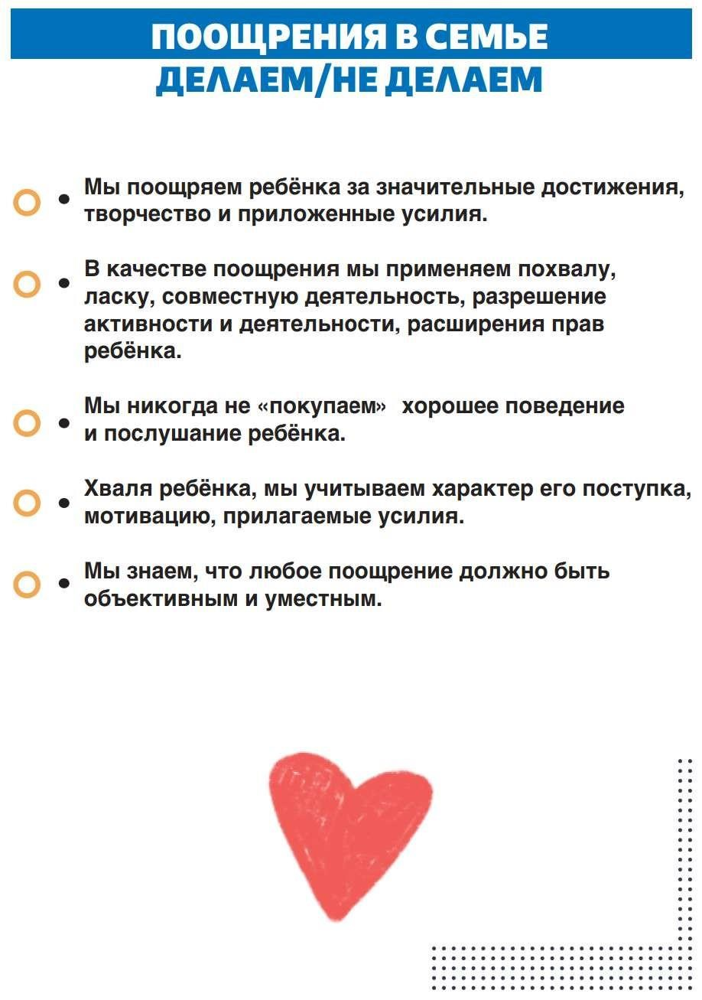 ПООЩРЕНИЯ В СЕМЬЕ
ДЕЛАЕМ/НЕ ДЕЛАЕМ
• Мы поощряем ребёнка за значительные достижения,
творчество и приложенные усилия.
• В качестве поощрения мы применяем похвалу,
ласку, совместную деятельность, разрешение
активности и деятельности, расширения прав
ребёнка.
• Мы никогда не «покупаем» хорошее поведение
и послушание ребёнка.
• Хваля ребёнка, мы учитываем характер его поступка,
мотивацию, прилагаемые усилия.
• Мы знаем, что любое поощрение должно быть
объективным и уместным.